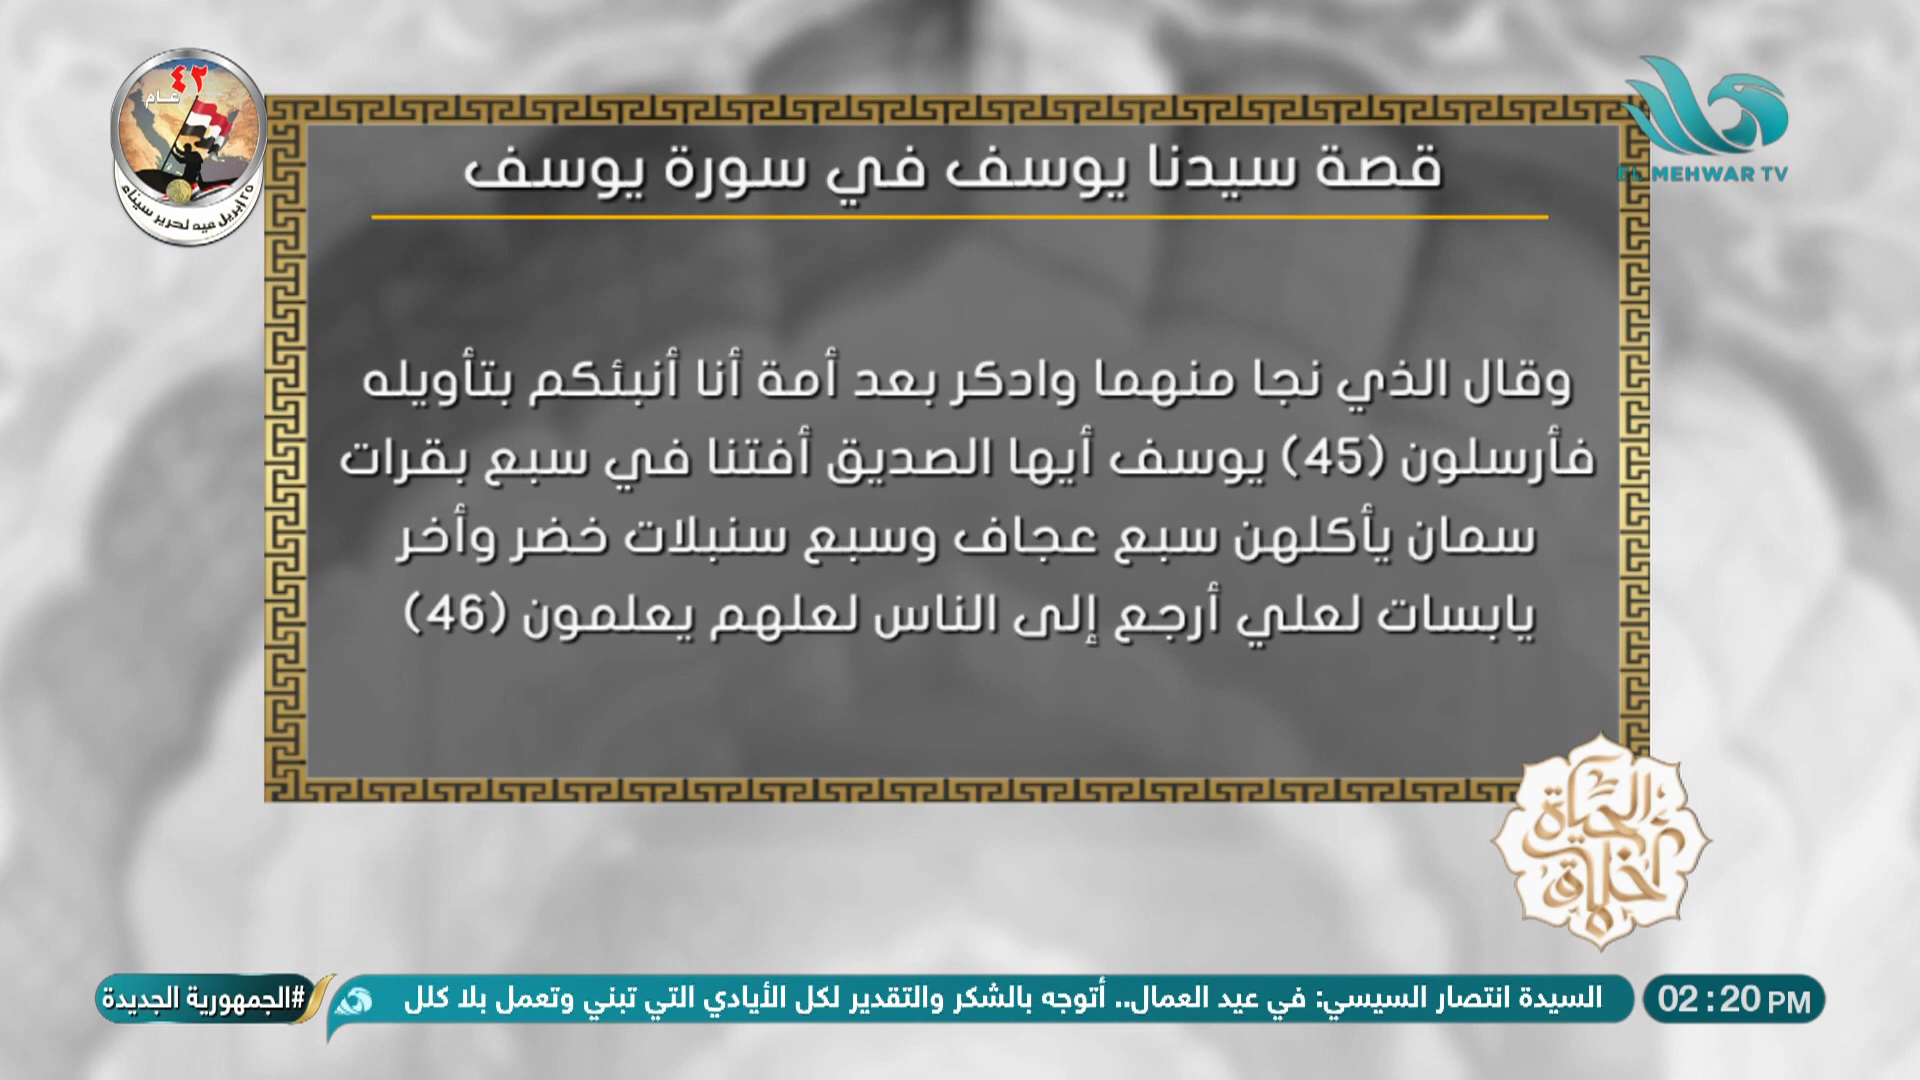 ٤٢
عام
٢٥ ابريل عيد تحرير سيناء
EL MEHWAR TV
قصة سيدنا يوسف في سورة يوسف
وقال الذي نجا منهما وادكر بعد أمة أنا أنبئكم بتأويله
فأرسلون (45) يوسف أيها الصديق أفتنا في سبع بقرات
سمان يأكلهن سبع عجاف وسبع سنبلات خضر وأخر
يابسات لعلي أرجع إلى الناس لعلهم يعلمون (46)
الحياة
أخلاق
02:20 PM
السيدة انتصار السيسي: في عيد العمال.. أتوجه بالشكر والتقدير لكل الأيادي التي تبني وتعمل بلا كلل
#الجمهورية الجديدة